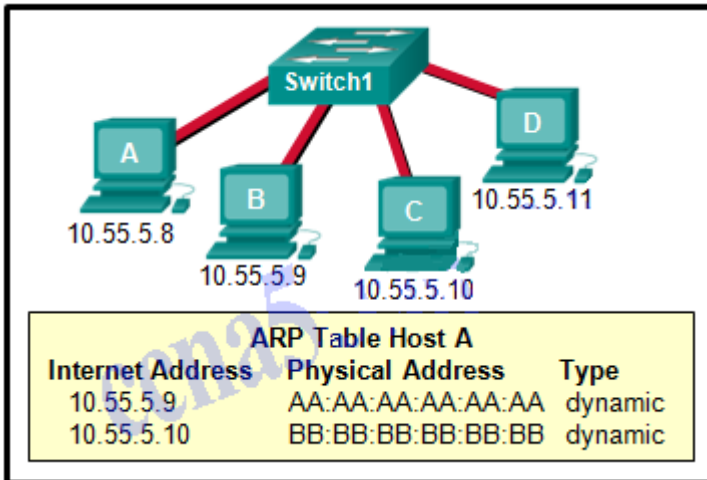 Switch1
A
B
C
D
10.55.5.8
10.55.5.9
10.55.5.10
10.55.5.11
ARP Table Host A
Internet Address Physical Address Type
10.55.5.9 AA:AA:AA:AA:AA:AA dynamic
10.55.5.10 BB:BB:BB:BB:BB:BB dynamic